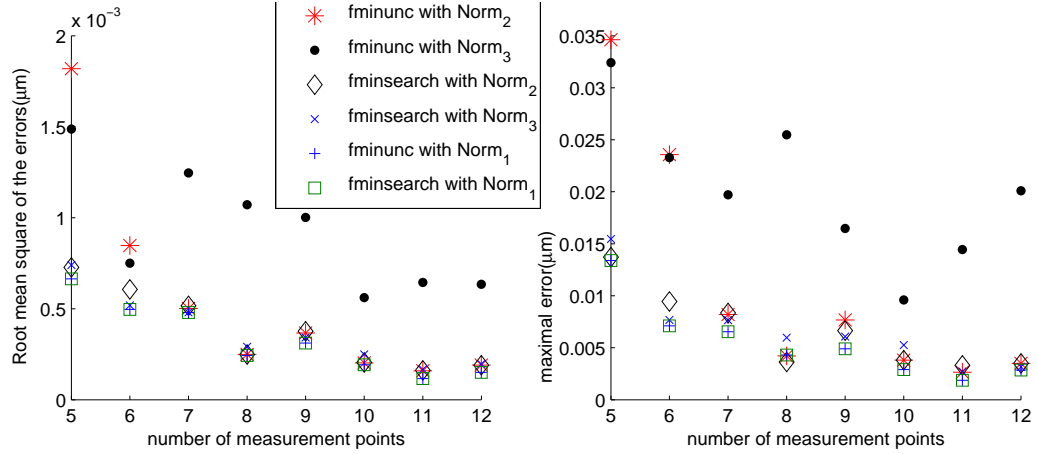 x 10^-3
2
1.5
1
0.5
0
Root mean square of the errors(μm)
5 6 7 8 9 10 11 12
number of measurement points
fminunc with Norm_2
fminunc with Norm_3
fminsearch with Norm_2
fminsearch with Norm_3
fminunc with Norm_1
fminsearch with Norm_1
0.035
0.03
0.025
0.02
0.015
0.01
0.005
0
maximal error(μm)
5 6 7 8 9 10 11 12
number of measurement points